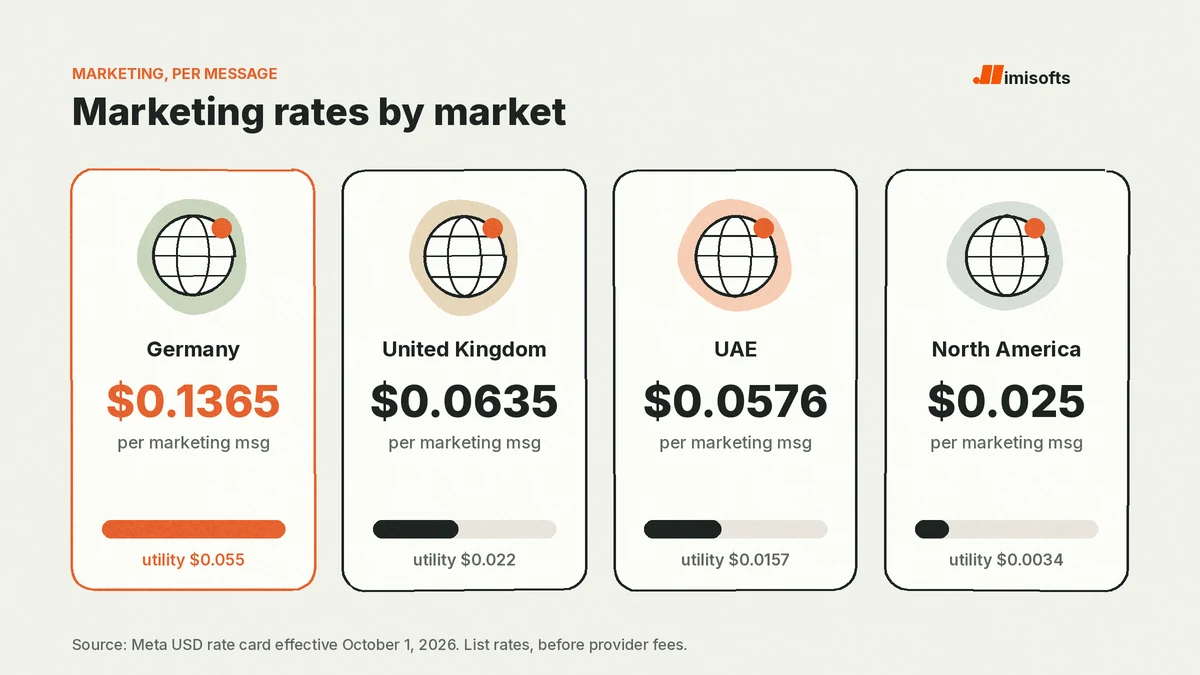 MARKETING, PER MESSAGE
Marketing rates by market
imisofts
Germany
$0.1365
per marketing msg
utility $0.055
United Kingdom
$0.0635
per marketing msg
utility $0.022
UAE
$0.0576
per marketing msg
utility $0.0157
North America
$0.025
per marketing msg
utility $0.0034
Source: Meta USD rate card effective October 1, 2026. List rates, before provider fees.